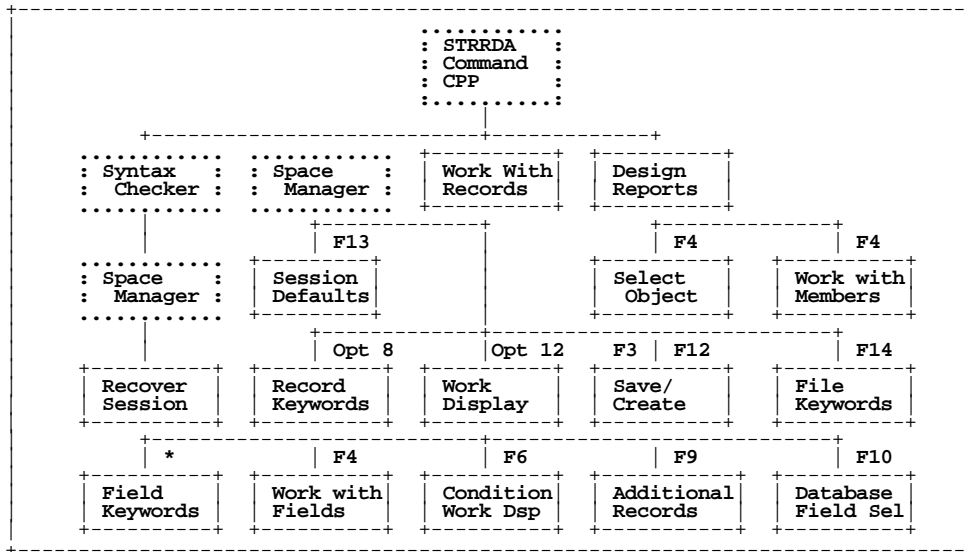 STRRDA
Command
CPP
Syntax
Checker
Space
Manager
Work With
Records
Design
Reports
F13
F4
F4
Space
Manager
Session
Defaults
Select
Object
Work with
Members
Opt 8
Opt 12
F3
F12
F14
Recover
Session
Record
Keywords
Work
Display
Save/
Create
File
Keywords
*
F4
F6
F9
F10
Field
Keywords
Work with
Fields
Condition
Work Dsp
Additional
Records
Database
Field Sel